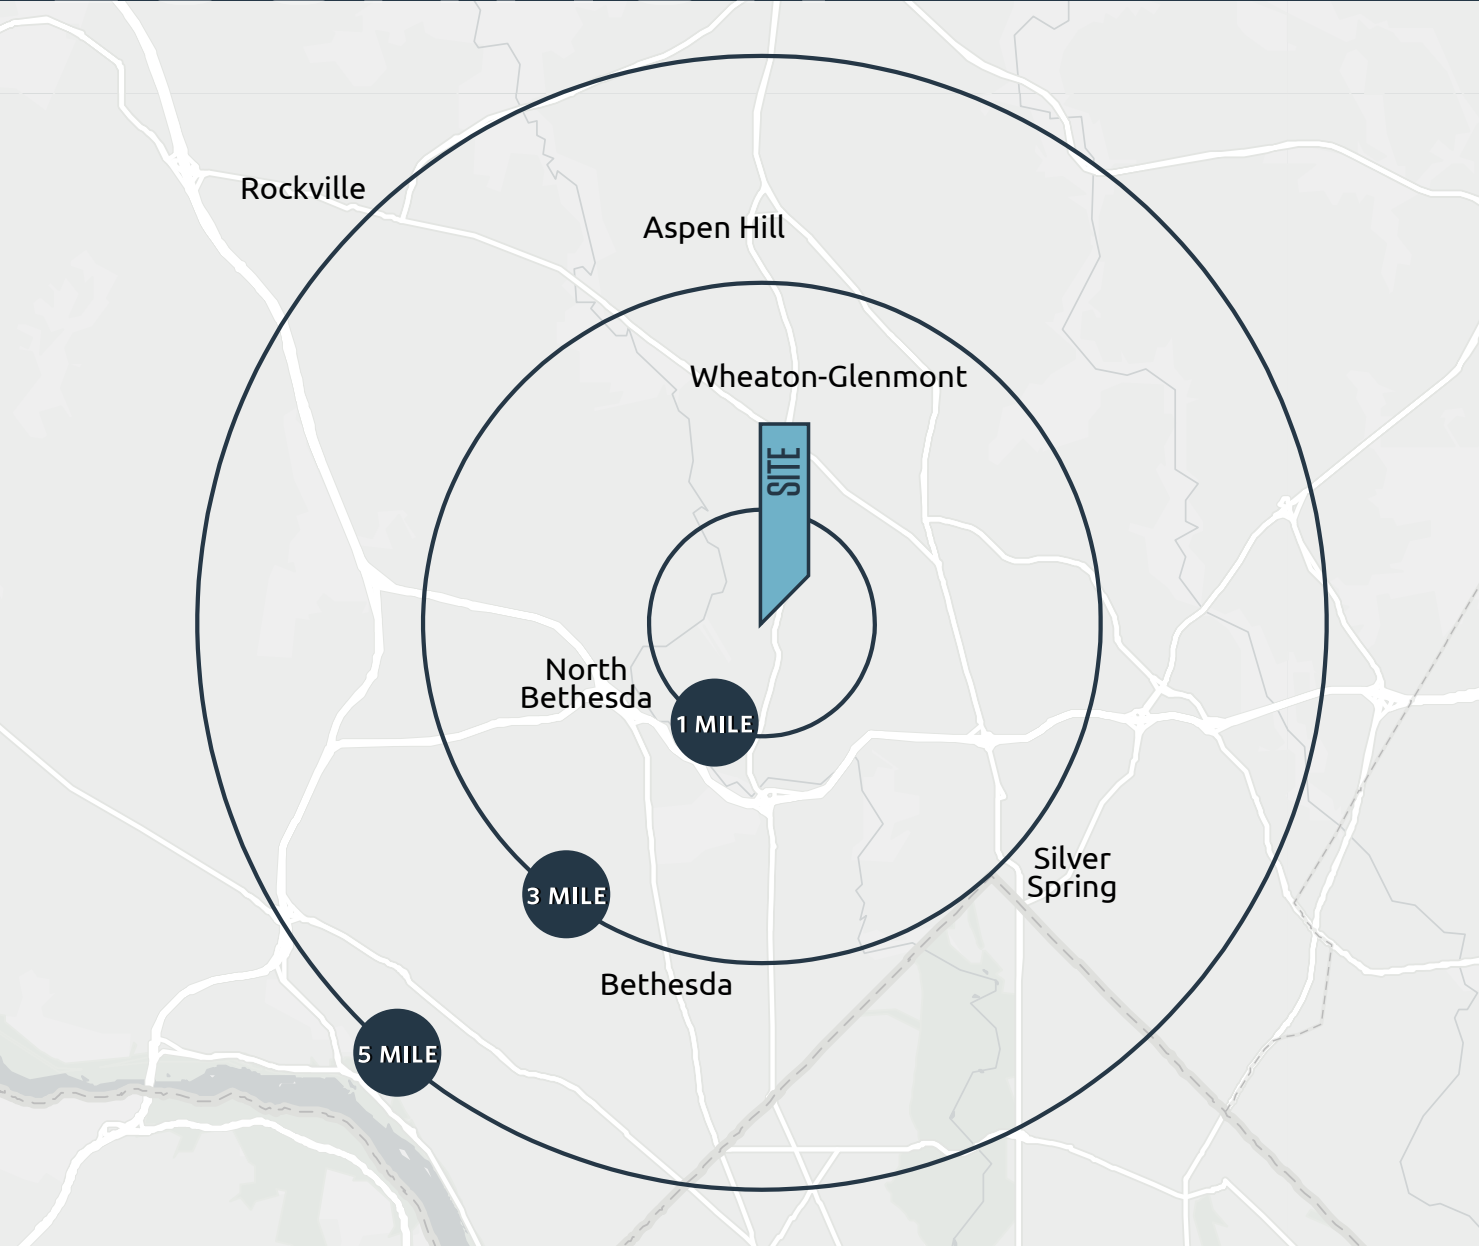 Rockville
Aspen Hill
Wheaton-Glenmont
SITE
North
Bethesda
1 MILE
Silver
Spring
3 MILE
Bethesda
5 MILE